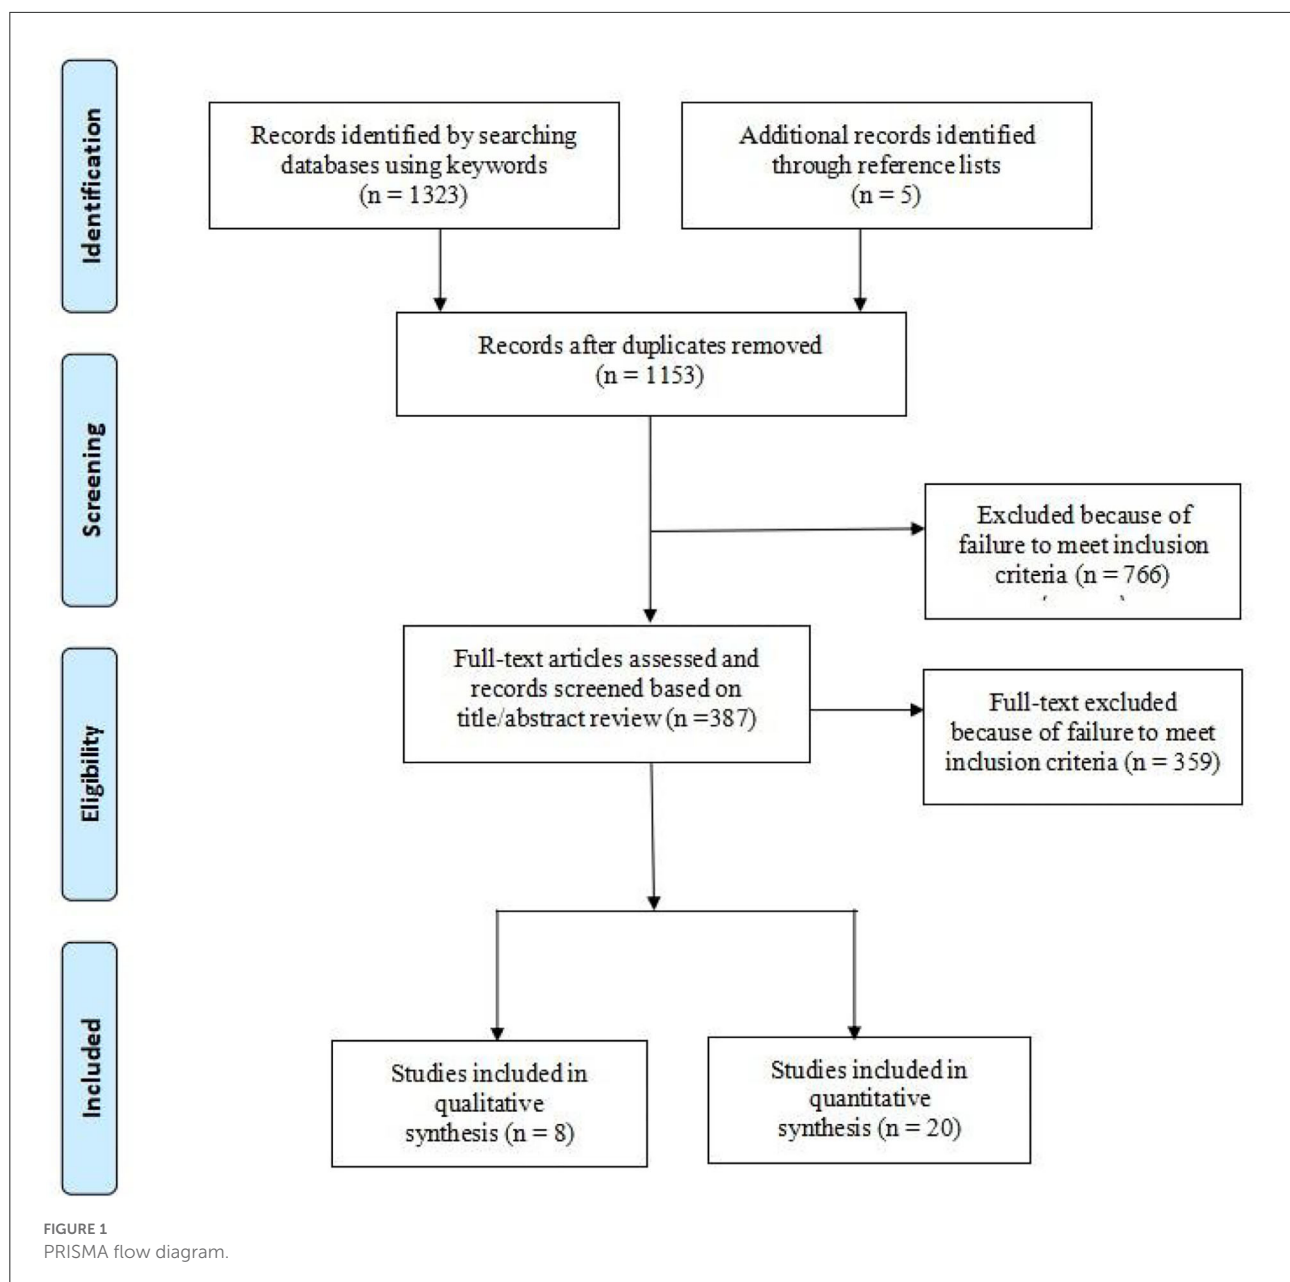 Identification
Records identified by searching
databases using keywords
(n = 1323)
Additional records identified
through reference lists
(n = 5)
Records after duplicates removed
(n = 1153)
Screening
Excluded because of
failure to meet inclusion
criteria (n = 766)
Full-text articles assessed and
records screened based on
title/abstract review (n =387)
Eligibility
Full-text excluded
because of failure to meet
inclusion criteria (n = 359)
Included
Studies included in
qualitative
synthesis (n = 8)
Studies included in
quantitative
synthesis (n = 20)
FIGURE 1
PRISMA flow diagram.